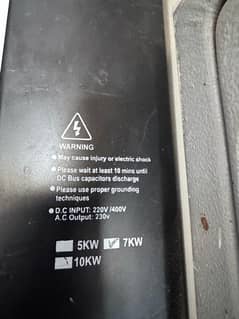 WARNING
● May cause injury or electric shock
● Please wait at least 10 mins until
DC Bus capacitors discharge
● Please use proper grounding
techniques
● D.C INPUT: 220V /400V
A.C Output: 230v
5KW ✓ 7KW
10KW